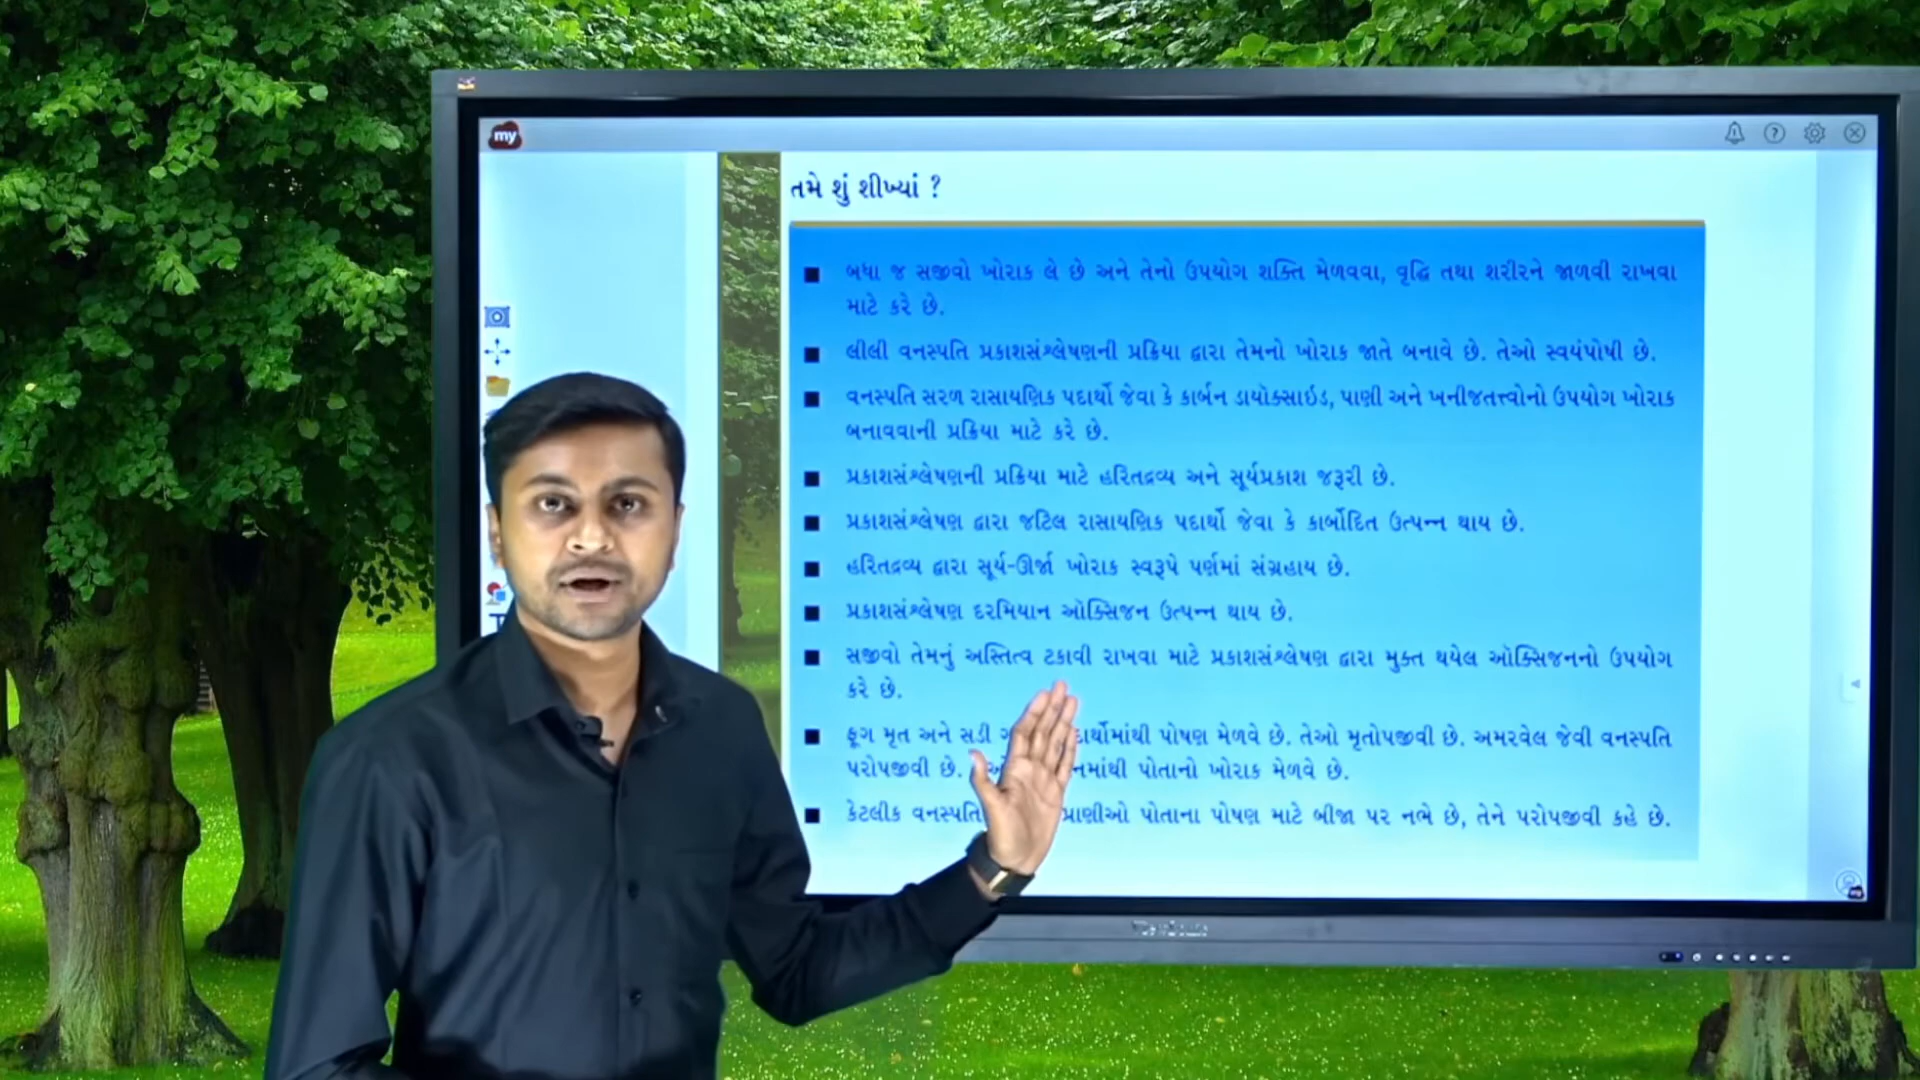 my
તમે શું શીખ્યાં ?
■ બધા જ સજીવો ખોરાક લે છે અને તેનો ઉપયોગ શક્તિ મેળવવા, વૃદ્ધિ તથા શરીરને જાળવી રાખવા
માટે કરે છે.
■ લીલી વનસ્પતિ પ્રકાશસંશ્લેષણની પ્રક્રિયા દ્વારા તેમનો ખોરાક જાતે બનાવે છે. તેઓ સ્વયંપોષી છે.
■ વનસ્પતિ સરળ રાસાયણિક પદાર્થો જેવા કે કાર્બન ડાયૉક્સાઇડ, પાણી અને ખનીજતત્ત્વોનો ઉપયોગ ખોરાક
બનાવવાની પ્રક્રિયા માટે કરે છે.
■ પ્રકાશસંશ્લેષણની પ્રક્રિયા માટે હરિતદ્રવ્ય અને સૂર્યપ્રકાશ જરૂરી છે.
■ પ્રકાશસંશ્લેષણ દ્વારા જટિલ રાસાયણિક પદાર્થો જેવા કે કાર્બોદિત ઉત્પન્ન થાય છે.
■ હરિતદ્રવ્ય દ્વારા સૂર્ય-ઊર્જા ખોરાક સ્વરૂપે પર્ણમાં સંગ્રહાય છે.
■ પ્રકાશસંશ્લેષણ દરમિયાન ઑક્સિજન ઉત્પન્ન થાય છે.
■ સજીવો તેમનું અસ્તિત્વ ટકાવી રાખવા માટે પ્રકાશસંશ્લેષણ દ્વારા મુક્ત થયેલ ઑક્સિજનનો ઉપયોગ
કરે છે.
■ ફૂગ મૃત અને સડી દાર્થોમાંથી પોષણ મેળવે છે. તેઓ મૃતોપજીવી છે. અમરવેલ જેવી વનસ્પતિ
પરોપજીવી છે. નમાંથી પોતાનો ખોરાક મેળવે છે.
■ કેટલીક વનસ્પતિ પ્રાણીઓ પોતાના પોષણ માટે બીજા પર નભે છે, તેને પરોપજીવી કહે છે.